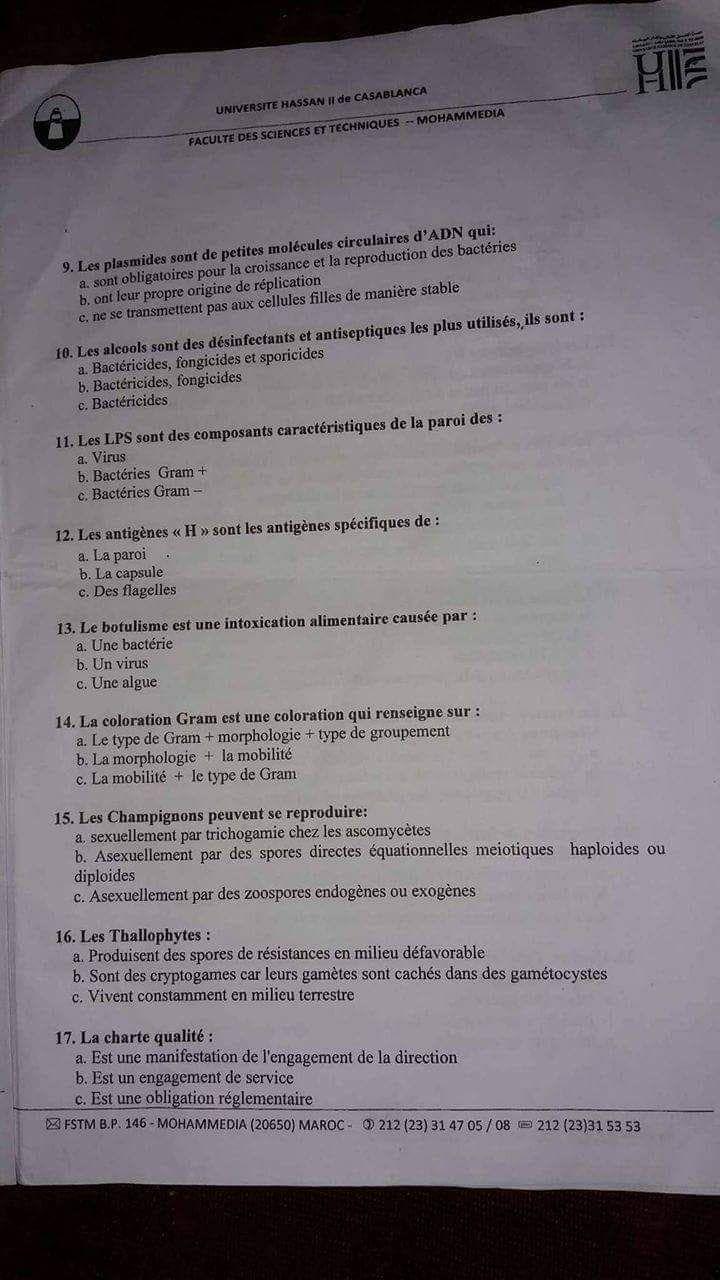 UNIVERSITE HASSAN II de CASABLANCA
FACULTE DES SCIENCES ET TECHNIQUES -- MOHAMMEDIA
9. Les plasmides sont de petites molécules circulaires d'ADN qui:
a. sont obligatoires pour la croissance et la reproduction des bactéries
b. ont leur propre origine de réplication
c. ne se transmettent pas aux cellules filles de manière stable
10. Les alcools sont des désinfectants et antiseptiques les plus utilisés, ils sont :
a. Bactéricides, fongicides et sporicides
b. Bactéricides, fongicides
c. Bactéricides
11. Les LPS sont des composants caractéristiques de la paroi des :
a. Virus
b. Bactéries Gram +
c. Bactéries Gram –
12. Les antigènes « H » sont les antigènes spécifiques de :
a. La paroi
b. La capsule
c. Des flagelles
13. Le botulisme est une intoxication alimentaire causée par :
a. Une bactérie
b. Un virus
c. Une algue
14. La coloration Gram est une coloration qui renseigne sur :
a. Le type de Gram + morphologie + type de groupement
b. La morphologie + la mobilité
c. La mobilité + le type de Gram
15. Les Champignons peuvent se reproduire:
a. sexuellement par trichogamie chez les ascomycètes
b. Asexuellement par des spores directes équationnelles meiotiques haploides ou
diploides
c. Asexuellement par des zoospores endogènes ou exogènes
16. Les Thallophytes :
a. Produisent des spores de résistances en milieu défavorable
b. Sont des cryptogames car leurs gamètes sont cachés dans des gamétocystes
c. Vivent constamment en milieu terrestre
17. La charte qualité :
a. Est une manifestation de l'engagement de la direction
b. Est un engagement de service
c. Est une obligation réglementaire
FSTM B.P. 146 - MOHAMMEDIA (20650) MAROC - 212 (23) 31 47 05 / 08 212 (23)31 53 53